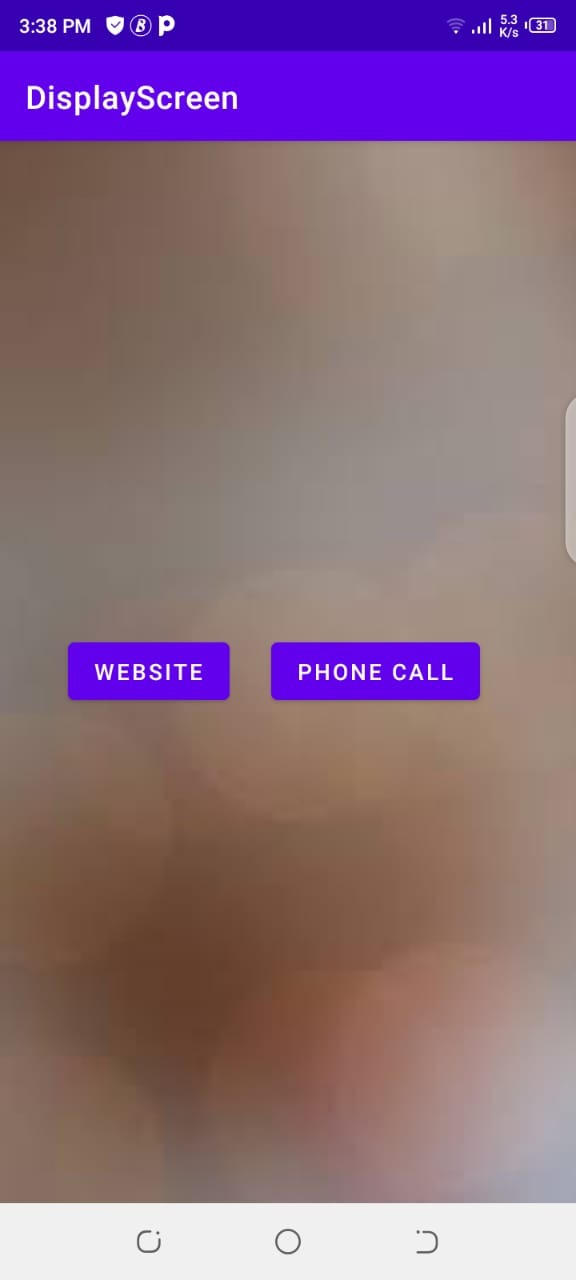 3:38 PM
5.3
K/s
31
DisplayScreen
WEBSITE
PHONE CALL